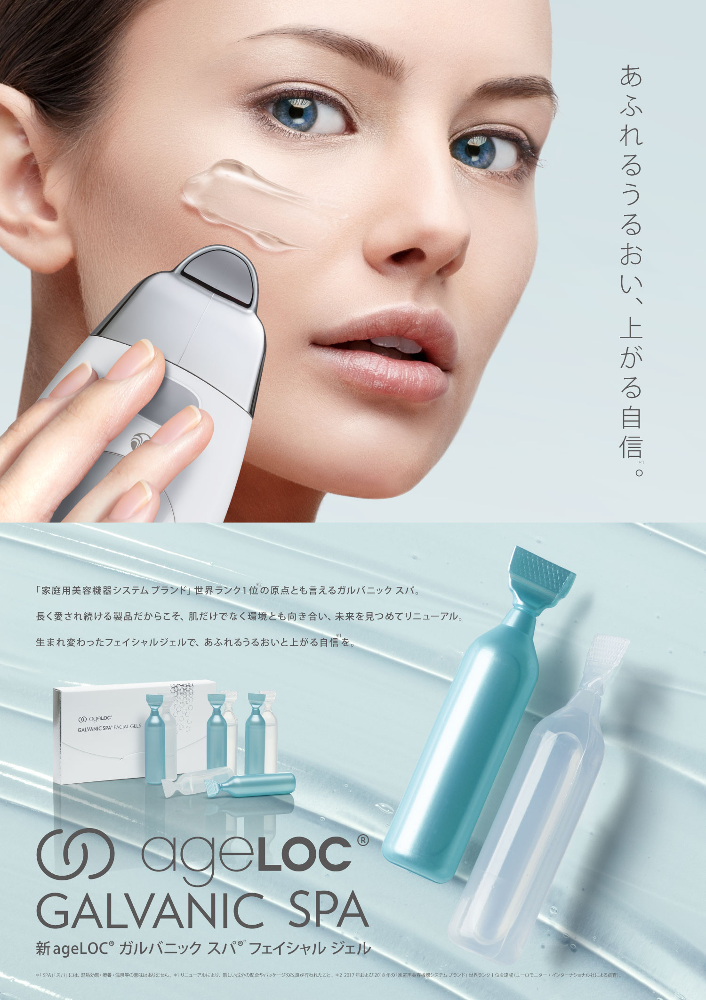 あふれるうるおい、上がる自信*1。
「家庭用美容機器システム ブランド」世界ランク1位*2の原点とも言えるガルバニック スパ。
長く愛され続ける製品だからこそ、肌だけでなく環境とも向き合い、未来を見つめてリニューアル。
生まれ変わったフェイシャルジェルで、あふれるうるおいと上がる自信*1を。
ageLOC®
GALVANIC SPA® FACIAL GELS
ageLOC®
GALVANIC SPA
新 ageLOC® ガルバニック スパ®* フェイシャル ジェル
*「SPA」「スパ」には、温熱効果・療養・温泉等の意味はありません。*1 リニューアルにより、新しい成分の配合やパッケージの改良が行われたこと。*2 2017年および2018年の「家庭用美容機器システム ブランド」世界ランク1位を達成（ユーロモニター・インターナショナル社による調査）。